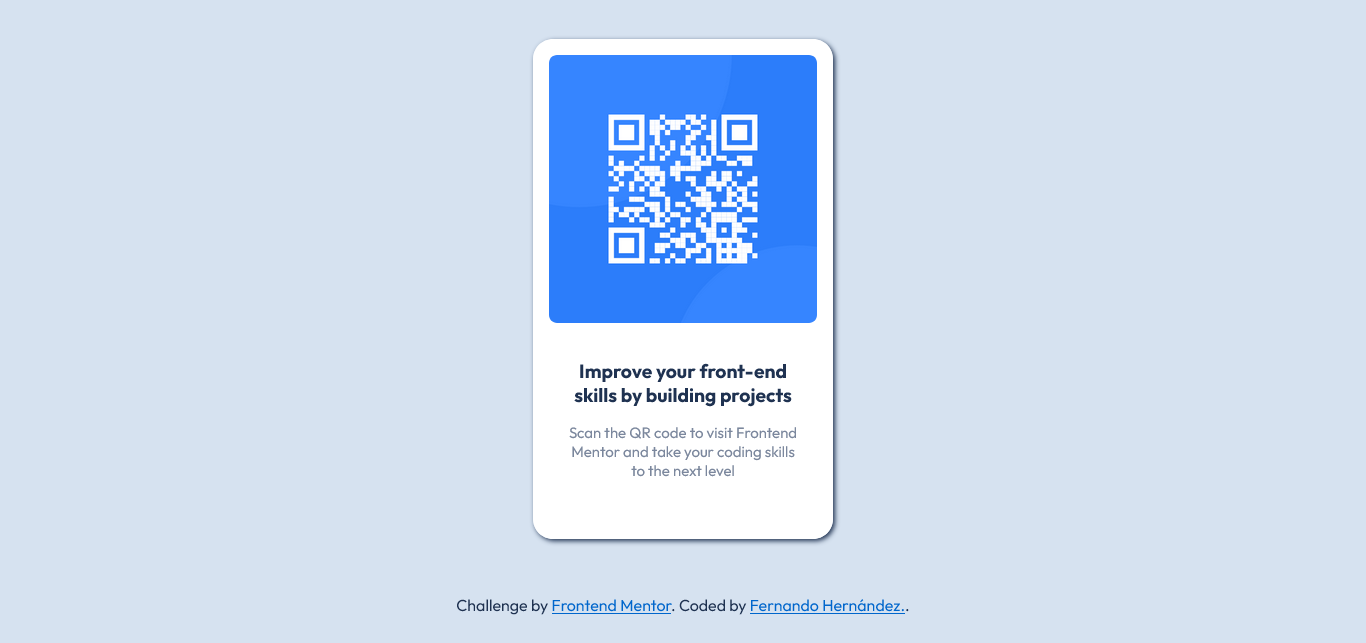 Improve your front-end
skills by building projects
Scan the QR code to visit Frontend
Mentor and take your coding skills
to the next level
Challenge by Frontend Mentor. Coded by Fernando Hernández..